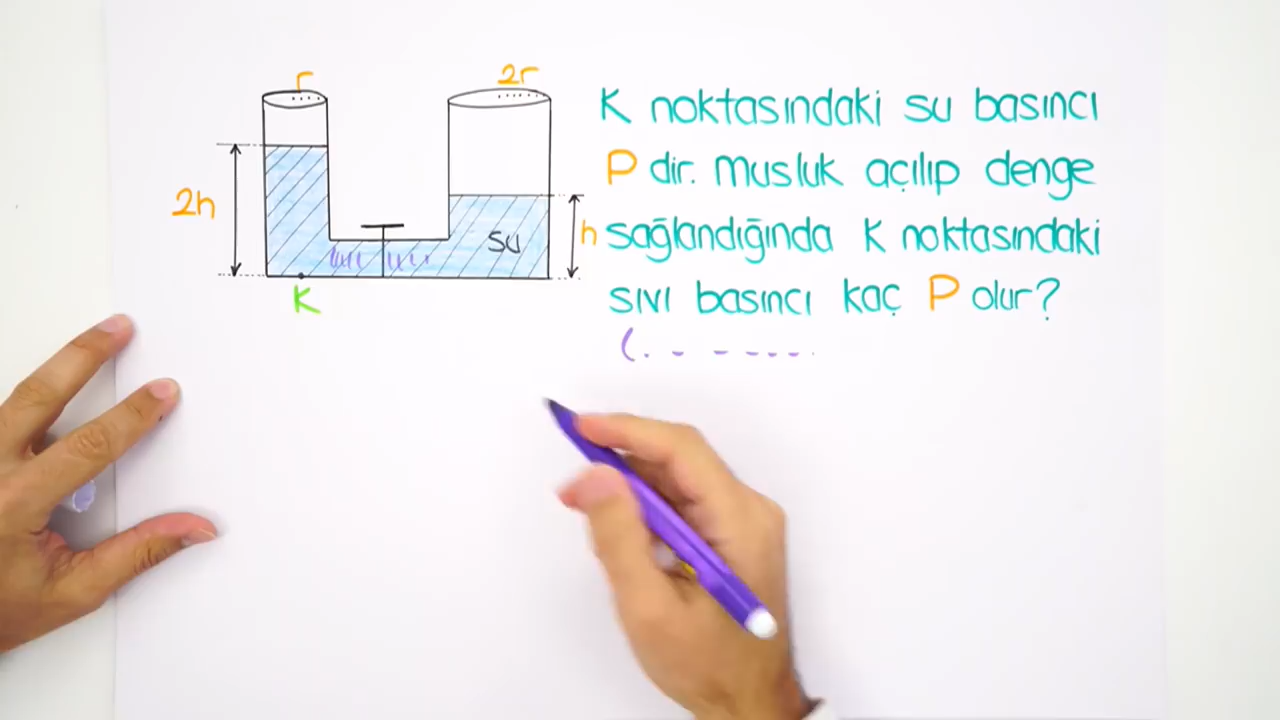 r
2r
2h
h
su
K
K noktasındaki su basıncı
P dir. musluk açılıp denge
sağlandığında K noktasındaki
sıvı basıncı kaç P olur?
(. - - - - - -